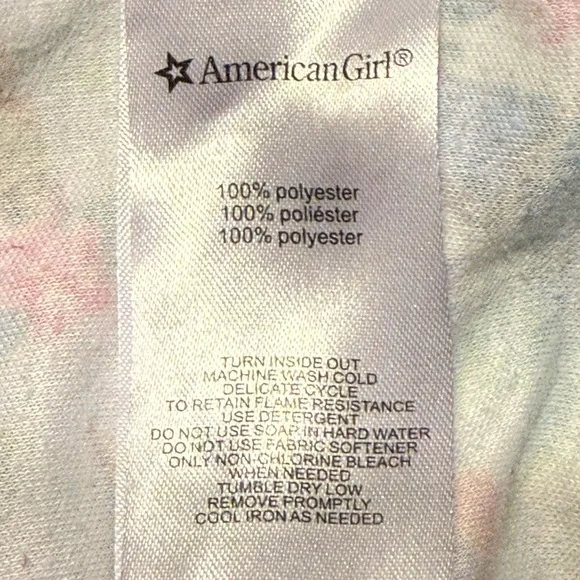 American Girl®
100% polyester
100% poliéster
100% polyester
TURN INSIDE OUT
MACHINE WASH COLD
DELICATE CYCLE
TO RETAIN FLAME RESISTANCE
USE DETERGENT
DO NOT USE SOAP IN HARD WATER
DO NOT USE FABRIC SOFTENER
ONLY NON-CHLORINE BLEACH
WHEN NEEDED
TUMBLE DRY LOW
REMOVE PROMPTLY
COOL IRON AS NEEDED